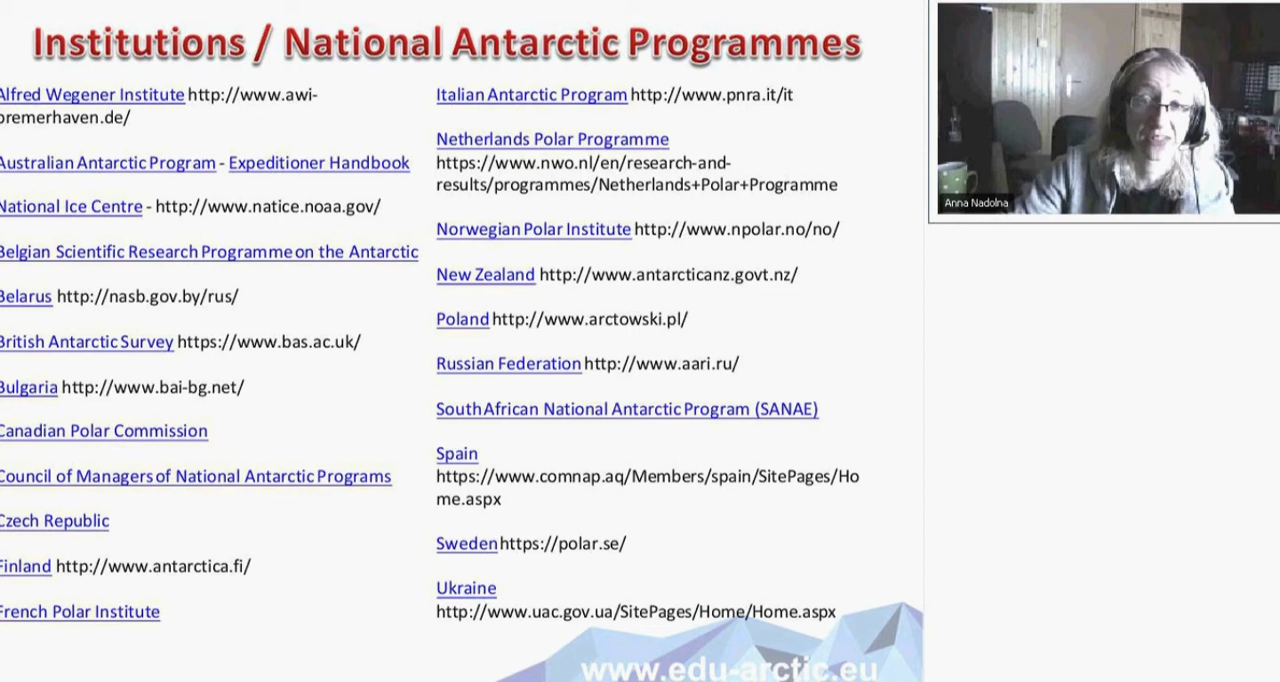 Institutions / National Antarctic Programmes
Alfred Wegener Institute http://www.awi-
bremerhaven.de/
Australian Antarctic Program - Expeditioner Handbook
National Ice Centre - http://www.natice.noaa.gov/
Belgian Scientific Research Programme on the Antarctic
Belarus http://nasb.gov.by/rus/
British Antarctic Survey https://www.bas.ac.uk/
Bulgaria http://www.bai-bg.net/
Canadian Polar Commission
Council of Managers of National Antarctic Programs
Czech Republic
Finland http://www.antarctica.fi/
French Polar Institute
Italian Antarctic Program http://www.pnra.it/it
Netherlands Polar Programme
https://www.nwo.nl/en/research-and-
results/programmes/Netherlands+Polar+Programme
Norwegian Polar Institute http://www.npolar.no/no/
New Zealand http://www.antarcticanz.govt.nz/
Poland http://www.arctowski.pl/
Russian Federation http://www.aari.ru/
South African National Antarctic Program (SANAE)
Spain
https://www.comnap.aq/Members/spain/SitePages/Ho
me.aspx
Sweden https://polar.se/
Ukraine
http://www.uac.gov.ua/SitePages/Home/Home.aspx
www.edu-arctic.eu
Anna Nadolna